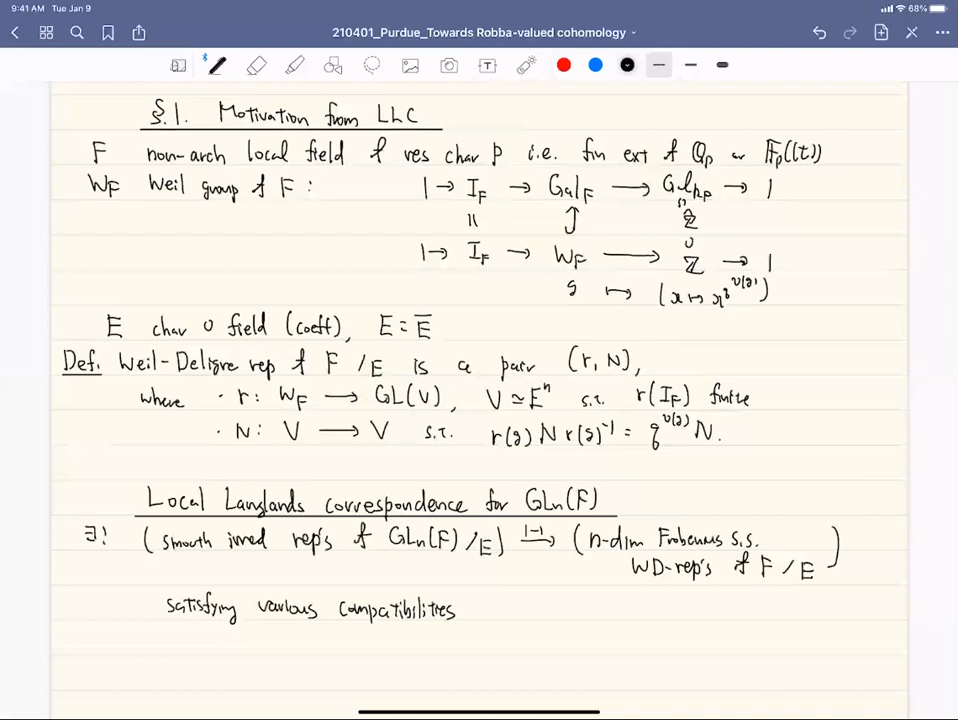 9:41 AM Tue Jan 9
68%
210401_Purdue_Towards Robba-valued cohomology
§.1. Motivation from LLC
F non-arch local field of res char p i.e. fin ext of Qp or Fp((t))
WF Weil group of F : 1 → IF → GalF → GalkF → 1
|| ↪ Ẑ
∪
1 → IF → WF → ℤ → 1
g ↦ (x ↦ x^q^v(g))
E char 0 field (coeff), E = Ē
Def. Weil-Deligne rep of F /E is a pair (r, N),
where · r: WF → GL(V), V ≃ Eⁿ s.t. r(IF) finite
· N: V → V s.t. r(g) N r(g)⁻¹ = q^v(g) N.
Local Langlands correspondence for GLn(F)
∃! (smooth irred rep's of GLn(F)/E) 1-1 → (n-dim Frobenius s.s.
WD-rep's of F /E)
satisfying various compatibilities